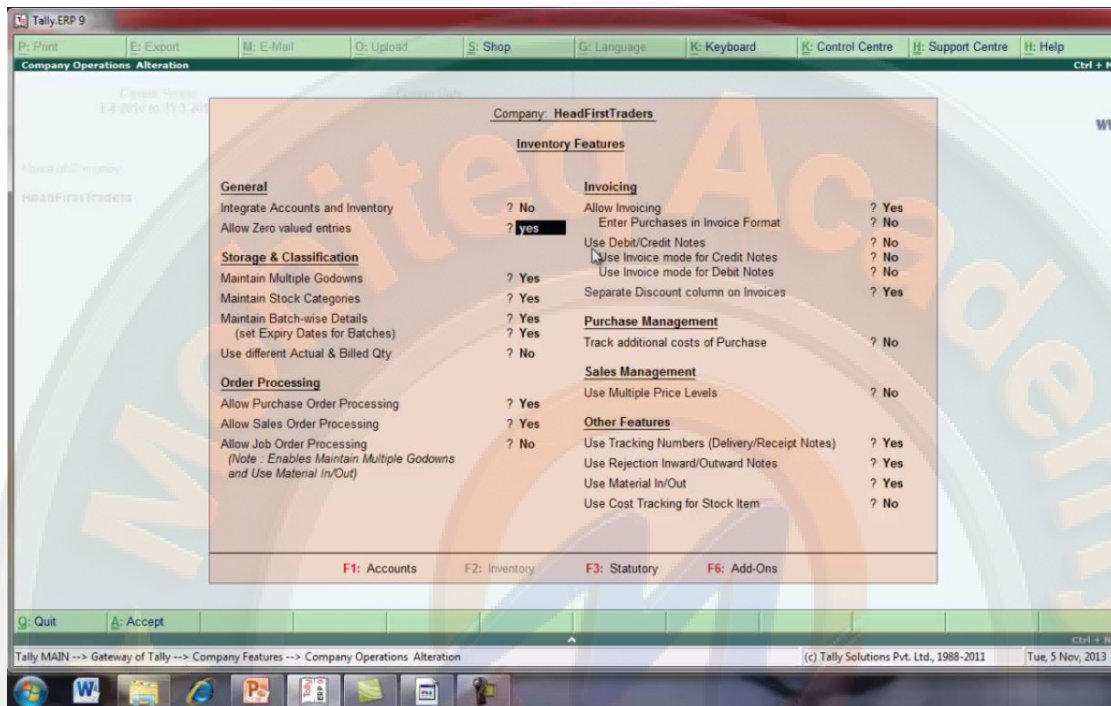 Tally.ERP 9
P: Print E: Export M: E-Mail O: Upload S: Shop G: Language K: Keyboard K: Control Centre H: Support Centre H: Help
Company Operations Alteration Ctrl + M
Current Period
Name of Company
HeadFirstTraders
Company: HeadFirstTraders
Inventory Features
General
Integrate Accounts and Inventory ? No
Allow Zero valued entries ? yes
Storage & Classification
Maintain Multiple Godowns ? Yes
Maintain Stock Categories ? Yes
Maintain Batch-wise Details ? Yes
(set Expiry Dates for Batches) ? Yes
Use different Actual & Billed Qty ? No
Order Processing
Allow Purchase Order Processing ? Yes
Allow Sales Order Processing ? Yes
Allow Job Order Processing ? No
(Note : Enables Maintain Multiple Godowns
and Use Material In/Out)
Invoicing
Allow Invoicing ? Yes
Enter Purchases in Invoice Format ? No
Use Debit/Credit Notes ? No
Use Invoice mode for Credit Notes ? No
Use Invoice mode for Debit Notes ? No
Separate Discount column on Invoices ? Yes
Purchase Management
Track additional costs of Purchase ? No
Sales Management
Use Multiple Price Levels ? No
Other Features
Use Tracking Numbers (Delivery/Receipt Notes) ? Yes
Use Rejection Inward/Outward Notes ? Yes
Use Material In/Out ? Yes
Use Cost Tracking for Stock Item ? No
F1: Accounts F2: Inventory F3: Statutory F6: Add-Ons
Q: Quit A: Accept
Ctrl + N
Tally MAIN --> Gateway of Tally --> Company Features --> Company Operations Alteration (c) Tally Solutions Pvt. Ltd., 1988-2011 Tue, 5 Nov, 2013